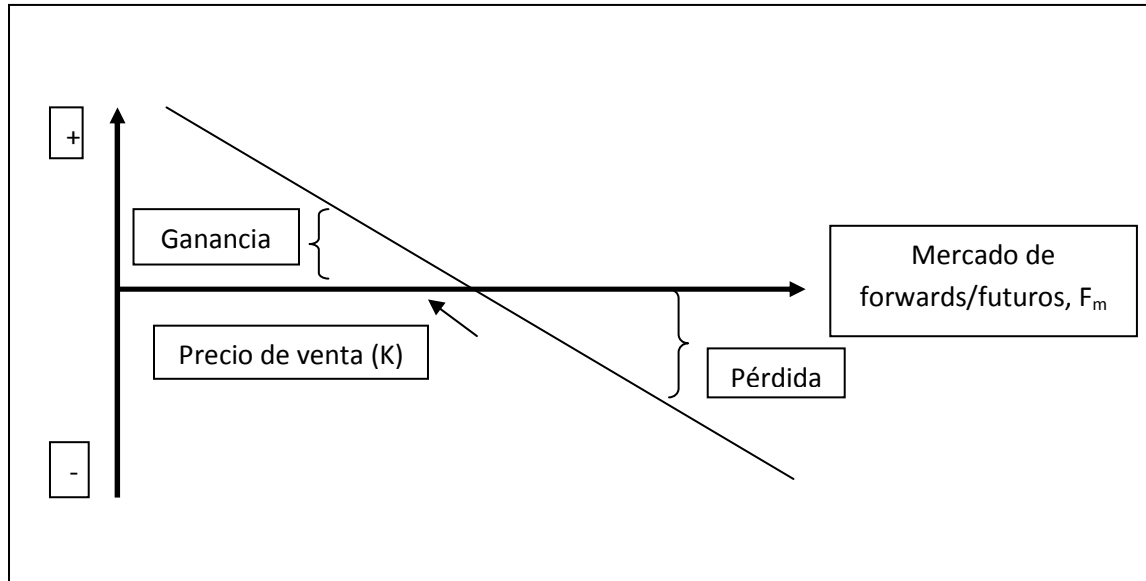 +
Ganancia
Mercado de
forwards/futuros, Fₘ
Precio de venta (K)
Pérdida
-